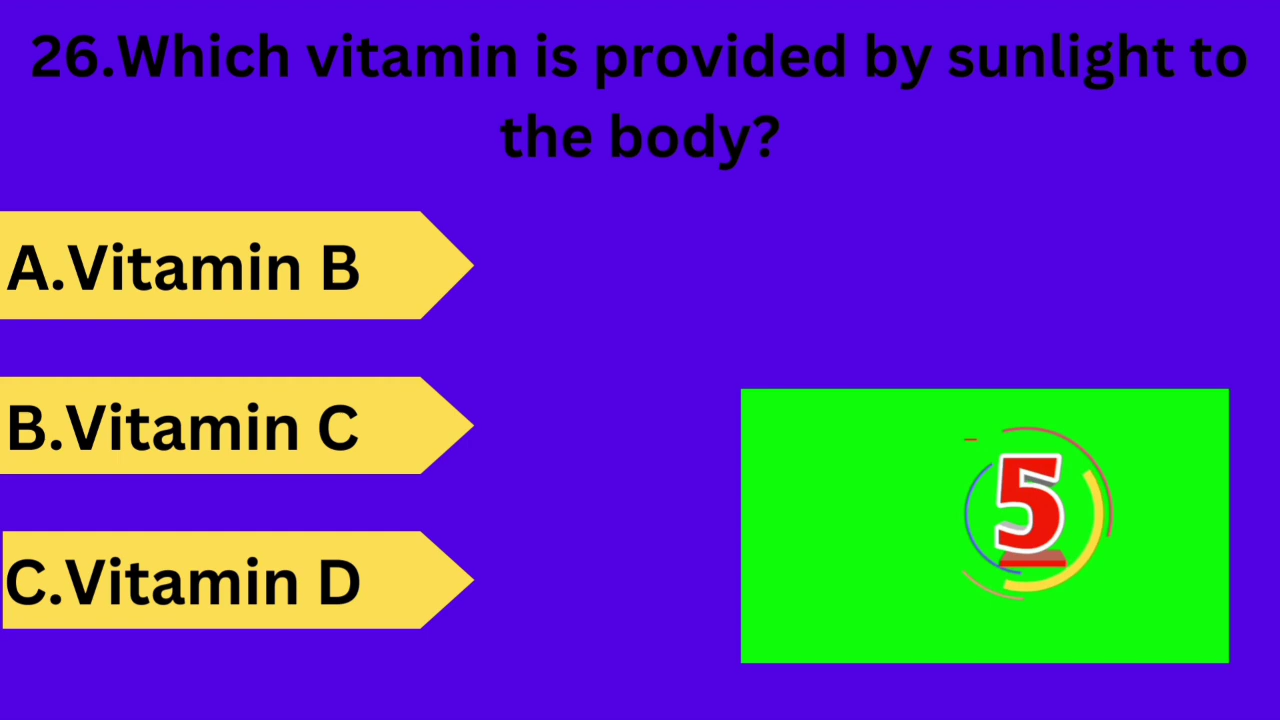 26.Which vitamin is provided by sunlight to
the body?
A.Vitamin B
B.Vitamin C
C.Vitamin D
5